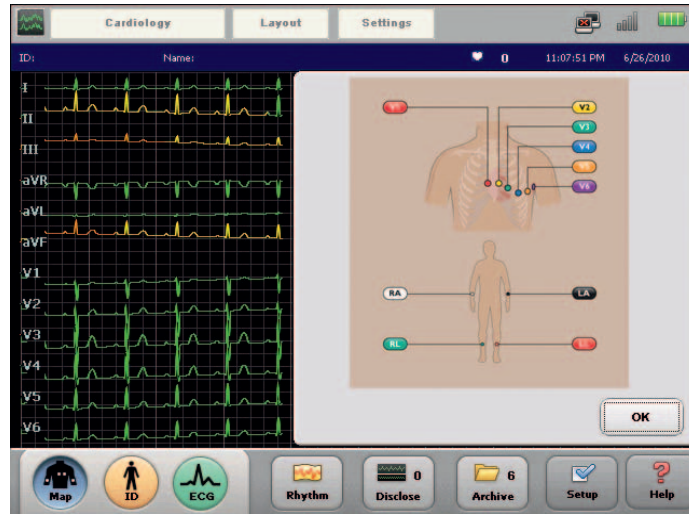 Cardiology Layout Settings
ID: Name: 0 11:07:51 PM 6/26/2010
I
II
III
aVR
aVL
aVF
V1
V2
V3
V4
V5
V6
V1 V2
V3
V4
V5
V6
RA LA
RL LL
OK
Map ID ECG Rhythm 0 Disclose 6 Archive Setup Help